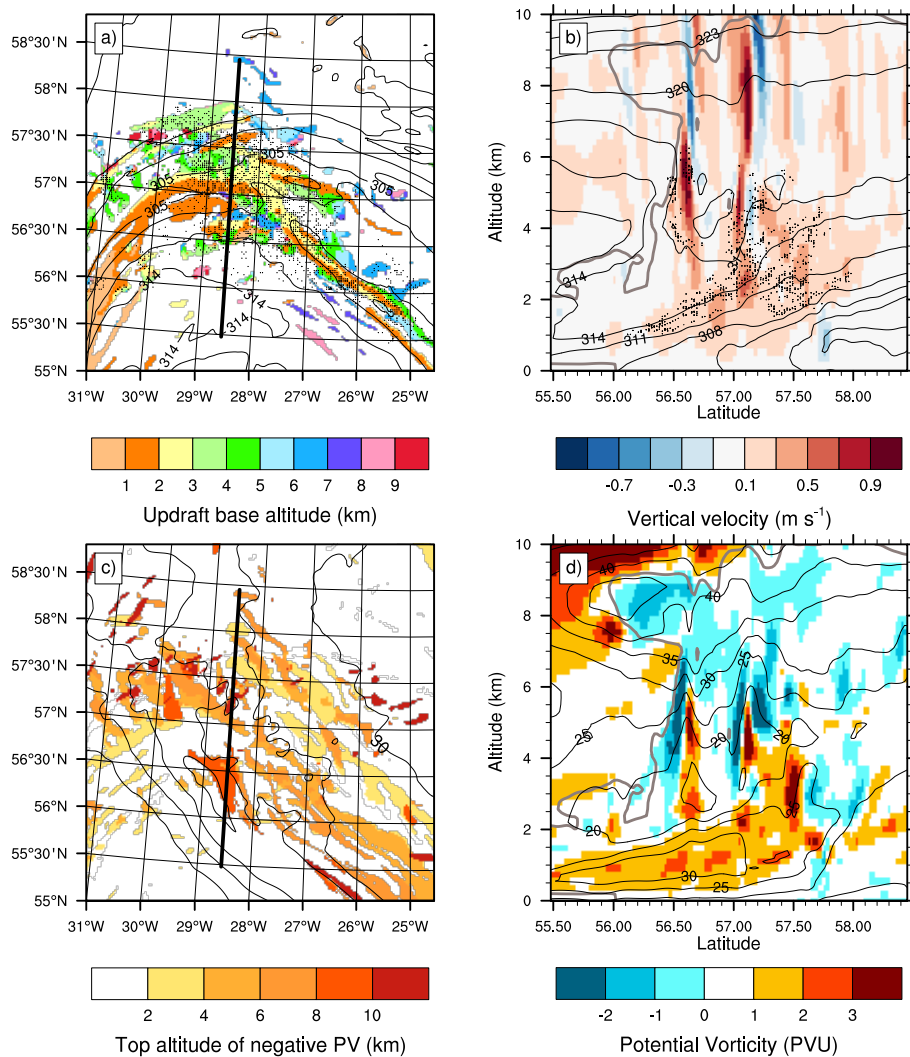 a)
58°30'N
58°N
57°30'N
57°N
56°30'N
56°N
55°30'N
55°N
305
305
305
305
314
314
314
314
31°W 30°W 29°W 28°W 27°W 26°W 25°W
1 2 3 4 5 6 7 8 9
Updraft base altitude (km)
b)
Altitude (km)
10
8
6
4
2
0
323
320
314
314
311
308
55.50 56.00 56.50 57.00 57.50 58.00
Latitude
-0.7 -0.3 0.1 0.5 0.9
Vertical velocity (m s⁻¹)
c)
58°30'N
58°N
57°30'N
57°N
56°30'N
56°N
55°30'N
55°N
30
31°W 30°W 29°W 28°W 27°W 26°W 25°W
2 4 6 8 10
Top altitude of negative PV (km)
d)
Altitude (km)
10
8
6
4
2
0
40
40
35
25
30
25
20
20
30
25
55.50 56.00 56.50 57.00 57.50 58.00
Latitude
-2 -1 0 1 2 3
Potential Vorticity (PVU)